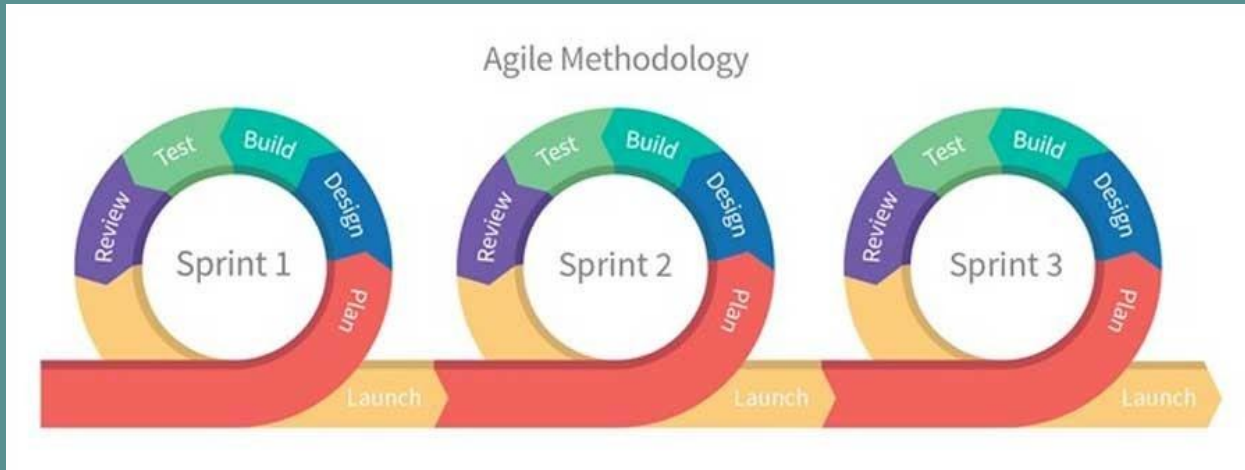 Agile Methodology
Sprint 1
Plan
Design
Build
Test
Review
Launch
Sprint 2
Plan
Design
Build
Test
Review
Launch
Sprint 3
Plan
Design
Build
Test
Review
Launch